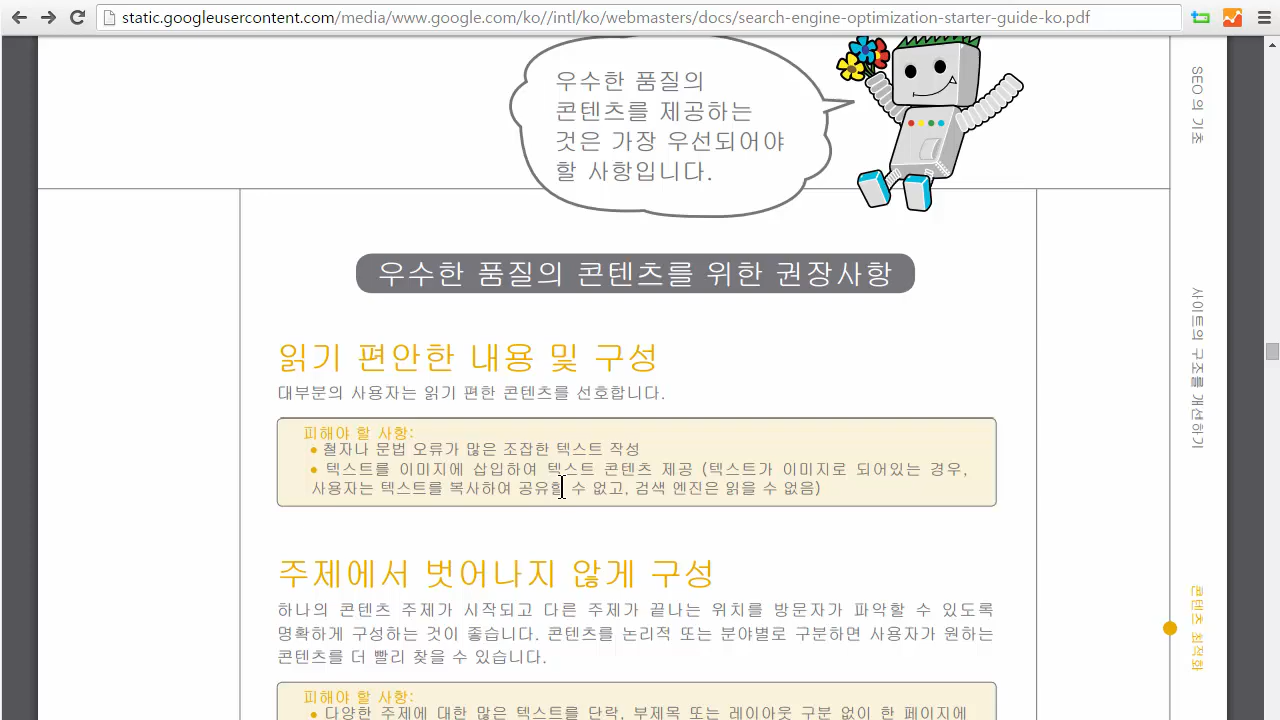 static.googleusercontent.com/media/www.google.com/ko//intl/ko/webmasters/docs/search-engine-optimization-starter-guide-ko.pdf
우수한 품질의
콘텐츠를 제공하는
것은 가장 우선되어야
할 사항입니다.
SEO의 기초
우수한 품질의 콘텐츠를 위한 권장사항
사이트의 구조를 개선하기
읽기 편안한 내용 및 구성
대부분의 사용자는 읽기 편한 콘텐츠를 선호합니다.
피해야 할 사항:
● 철자나 문법 오류가 많은 조잡한 텍스트 작성
● 텍스트를 이미지에 삽입하여 텍스트 콘텐츠 제공 (텍스트가 이미지로 되어있는 경우,
사용자는 텍스트를 복사하여 공유할 수 없고, 검색 엔진은 읽을 수 없음)
주제에서 벗어나지 않게 구성
하나의 콘텐츠 주제가 시작되고 다른 주제가 끝나는 위치를 방문자가 파악할 수 있도록
명확하게 구성하는 것이 좋습니다. 콘텐츠를 논리적 또는 분야별로 구분하면 사용자가 원하는
콘텐츠를 더 빨리 찾을 수 있습니다.
콘텐츠 최적화
피해야 할 사항:
● 다양한 주제에 대한 많은 텍스트를 단락, 부제목 또는 레이아웃 구분 없이 한 페이지에